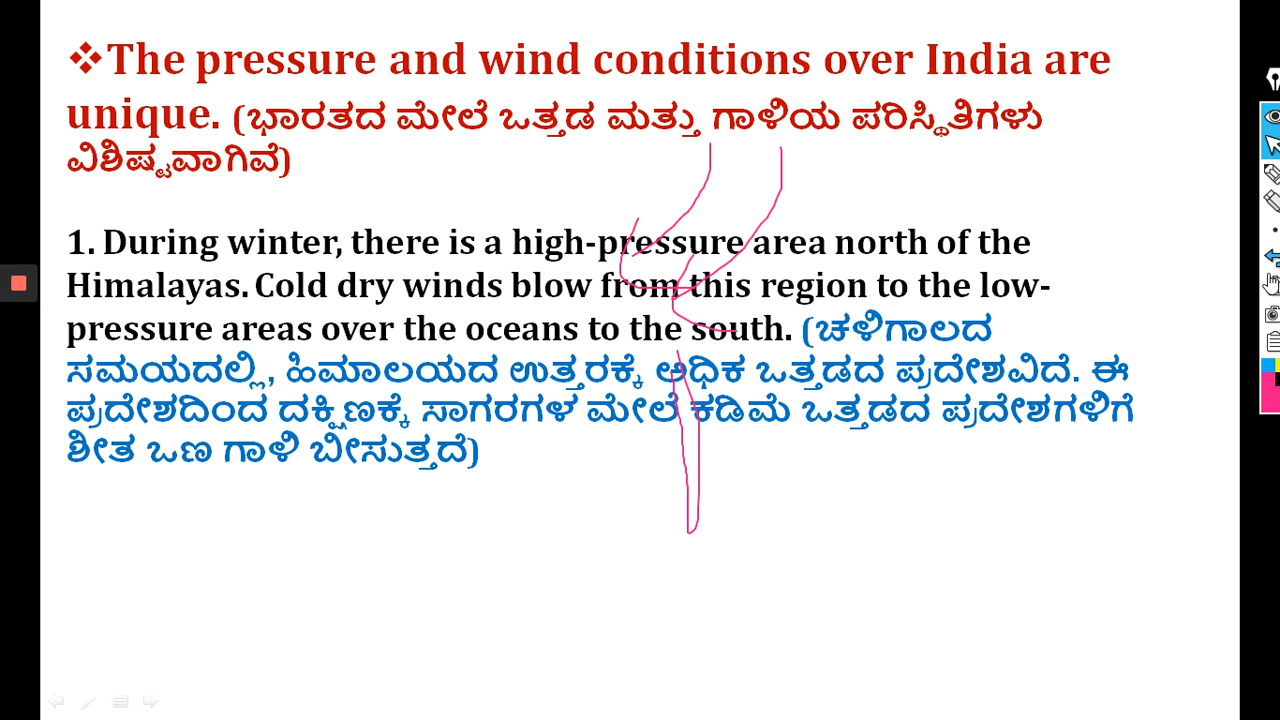 ❖The pressure and wind conditions over India are
unique. (ಭಾರತದ ಮೇಲೆ ಒತ್ತಡ ಮತ್ತು ಗಾಳಿಯ ಪರಿಸ್ಥಿತಿಗಳು
ವಿಶಿಷ್ಟವಾಗಿವೆ)
1. During winter, there is a high-pressure area north of the
Himalayas. Cold dry winds blow from this region to the low-
pressure areas over the oceans to the south. (ಚಳಿಗಾಲದ
ಸಮಯದಲ್ಲಿ, ಹಿಮಾಲಯದ ಉತ್ತರಕ್ಕೆ ಅಧಿಕ ಒತ್ತಡದ ಪ್ರದೇಶವಿದೆ. ಈ
ಪ್ರದೇಶದಿಂದ ದಕ್ಷಿಣಕ್ಕೆ ಸಾಗರಗಳ ಮೇಲೆ ಕಡಿಮೆ ಒತ್ತಡದ ಪ್ರದೇಶಗಳಿಗೆ
ಶೀತ ಒಣ ಗಾಳಿ ಬೀಸುತ್ತದೆ)